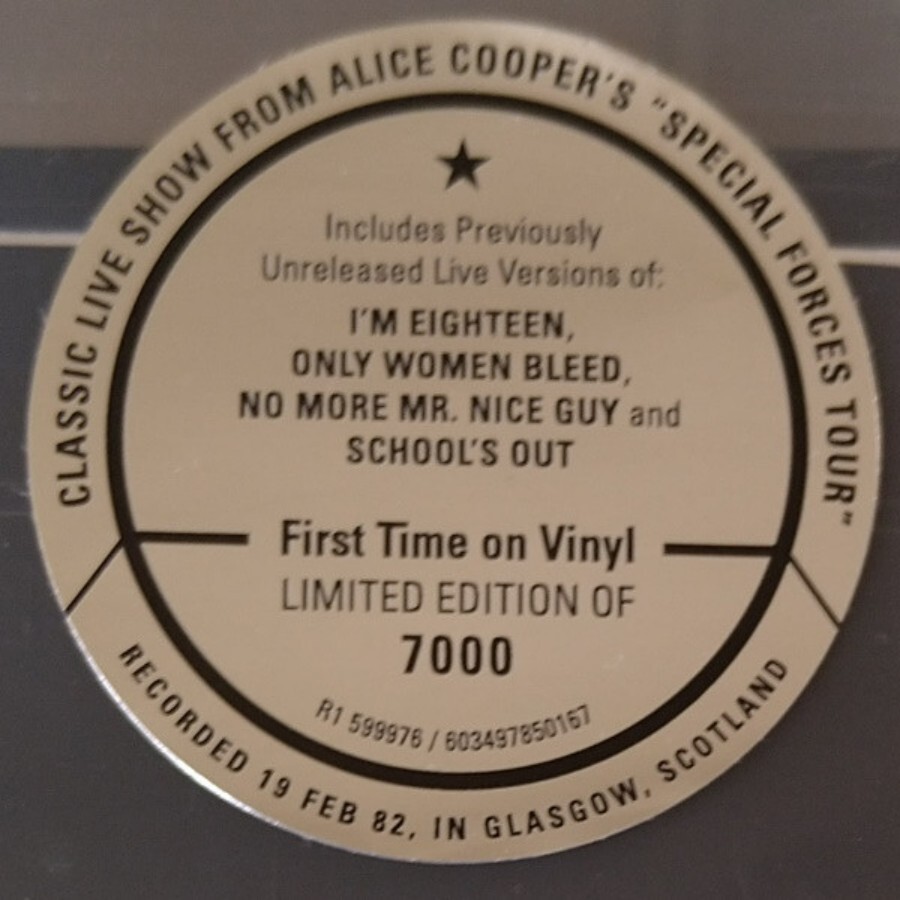 CLASSIC LIVE SHOW FROM ALICE COOPER'S "SPECIAL FORCES TOUR"
Includes Previously
Unreleased Live Versions of:
I'M EIGHTEEN,
ONLY WOMEN BLEED,
NO MORE MR. NICE GUY and
SCHOOL'S OUT
First Time on Vinyl
LIMITED EDITION OF
7000
R1 599976 / 603497850167
RECORDED 19 FEB 82, IN GLASGOW, SCOTLAND